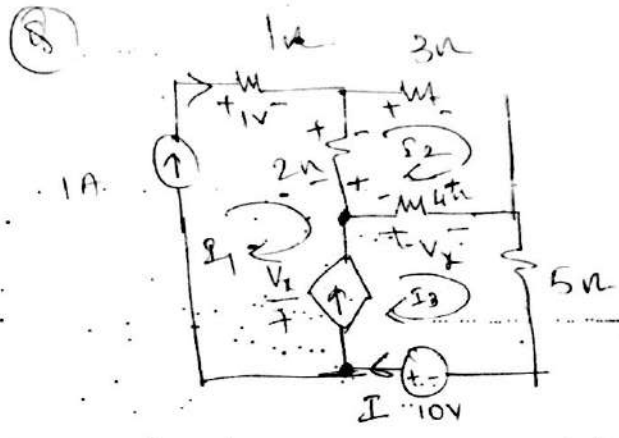 8
1Ω 3Ω
+ 1V - + -
1A
+ -
2Ω
- +
I2
- 4Ω +
+ Vx -
I1
Vx/7
I3
5Ω
+ -
I 10V